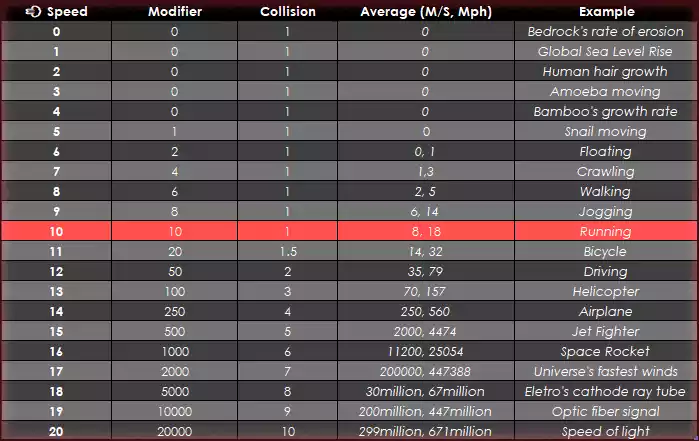 Speed Modifier Collision Average (M/S, Mph) Example
0 0 1 0 Bedrock's rate of erosion
1 0 1 0 Global Sea Level Rise
2 0 1 0 Human hair growth
3 0 1 0 Amoeba moving
4 0 1 0 Bamboo's growth rate
5 1 1 0 Snail moving
6 2 1 0, 1 Floating
7 4 1 1,3 Crawling
8 6 1 2, 5 Walking
9 8 1 6, 14 Jogging
10 10 1 8, 18 Running
11 20 1.5 14, 32 Bicycle
12 50 2 35, 79 Driving
13 100 3 70, 157 Helicopter
14 250 4 250, 560 Airplane
15 500 5 2000, 4474 Jet Fighter
16 1000 6 11200, 25054 Space Rocket
17 2000 7 200000, 447388 Universe's fastest winds
18 5000 8 30million, 67million Eletro's cathode ray tube
19 10000 9 200million, 447million Optic fiber signal
20 20000 10 299million, 671million Speed of light